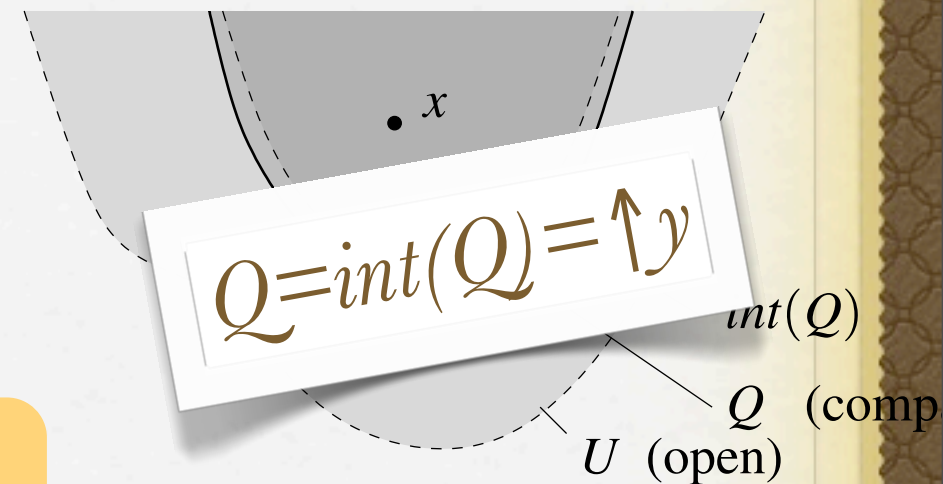 x
Q=int(Q)=↑y
int(Q)
Q (comp
U (open)